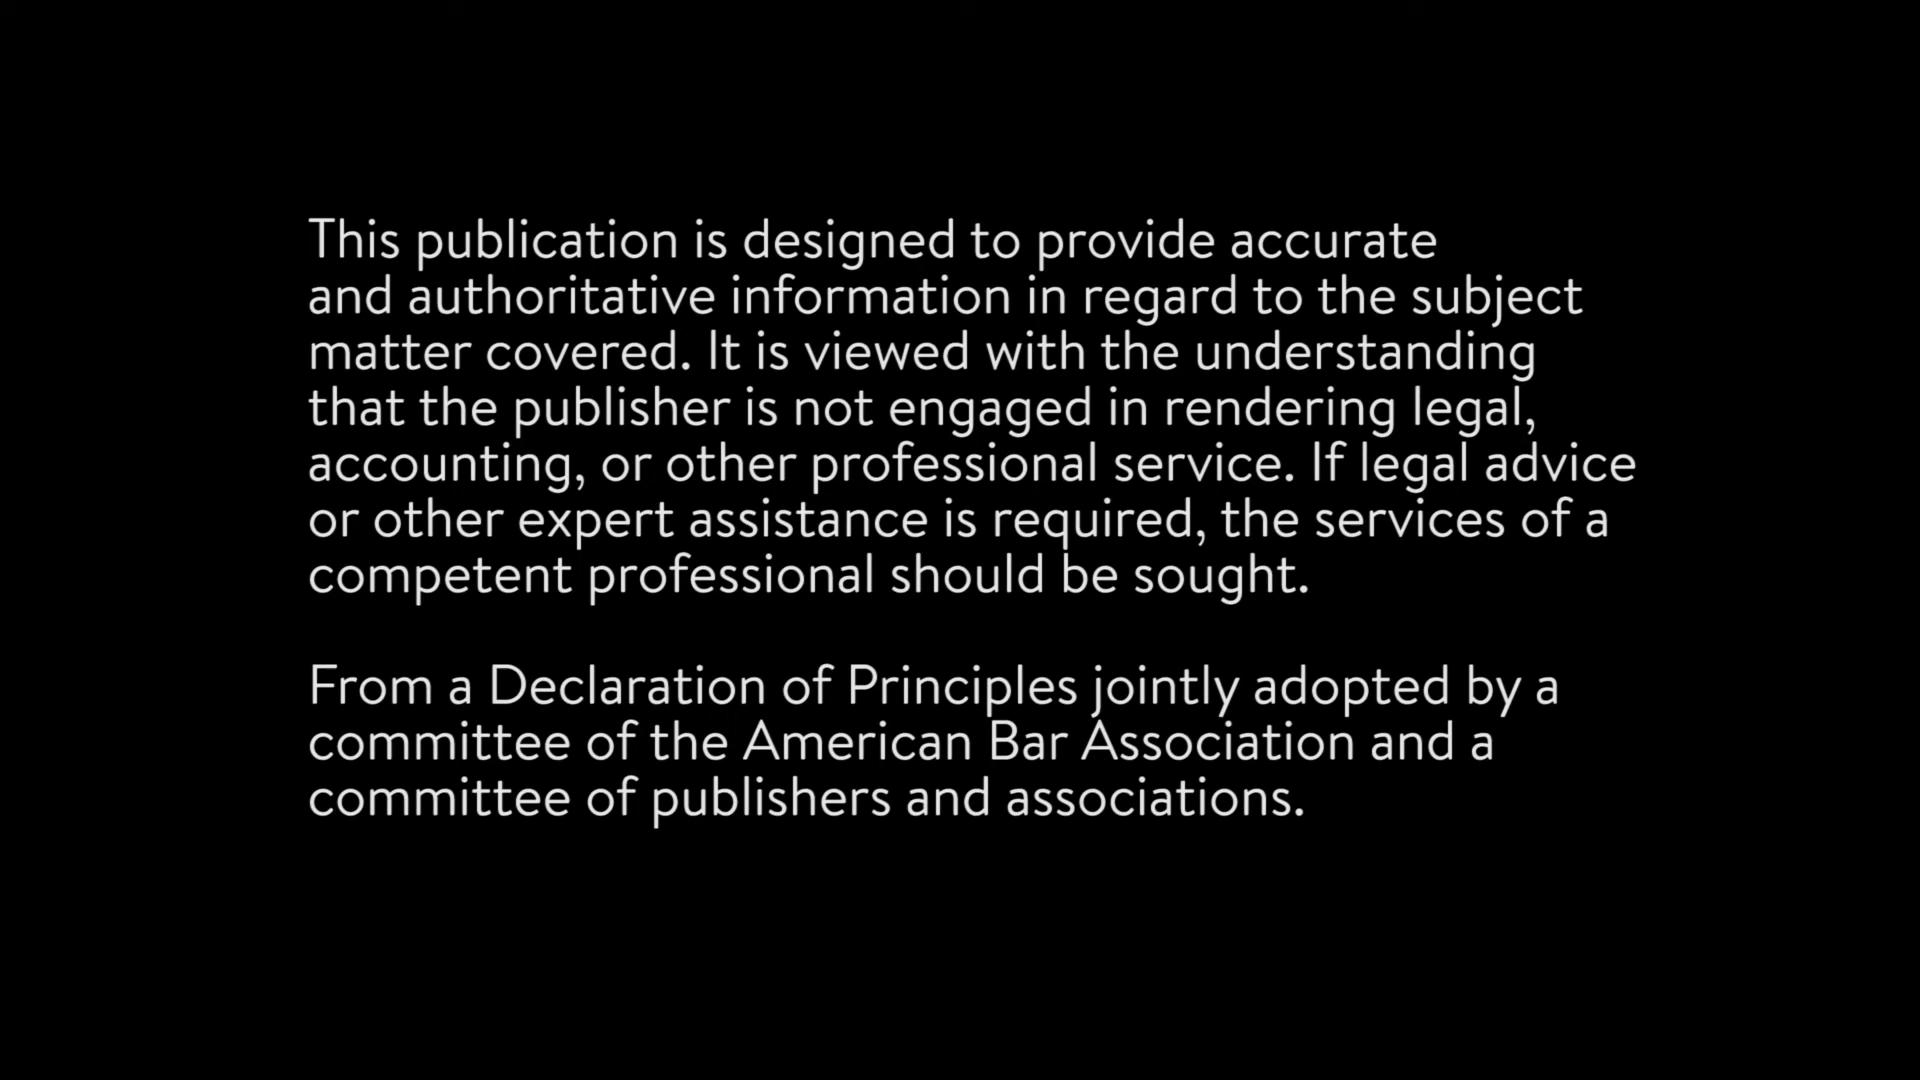 This publication is designed to provide accurate
and authoritative information in regard to the subject
matter covered. It is viewed with the understanding
that the publisher is not engaged in rendering legal,
accounting, or other professional service. If legal advice
or other expert assistance is required, the services of a
competent professional should be sought.
From a Declaration of Principles jointly adopted by a
committee of the American Bar Association and a
committee of publishers and associations.